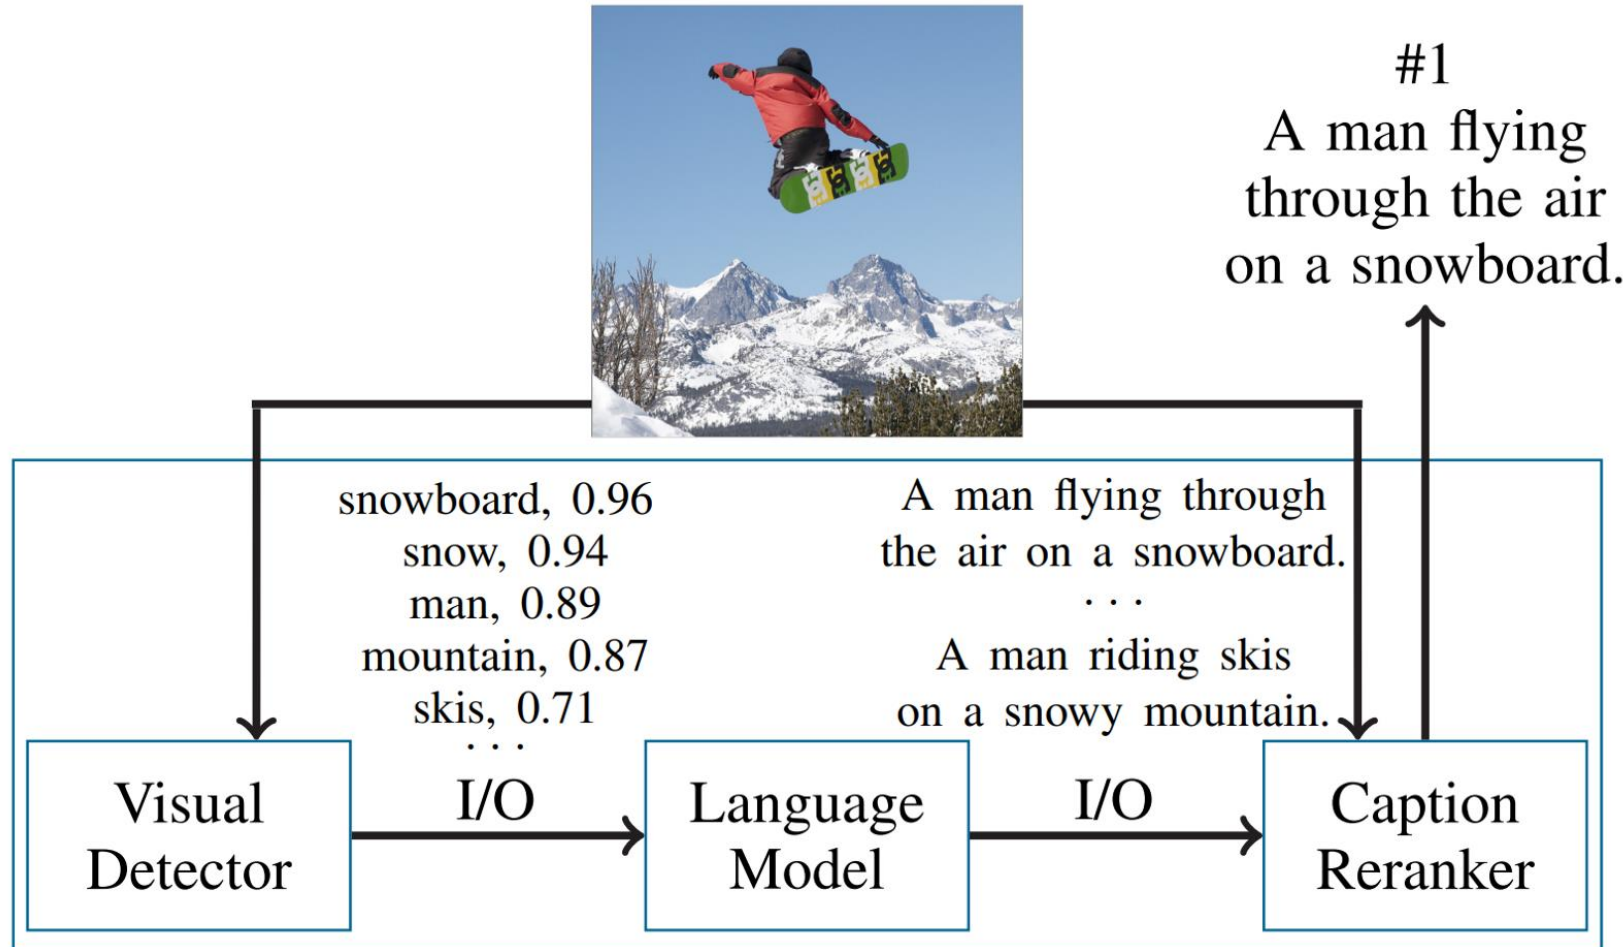 #1
A man flying
through the air
on a snowboard.
snowboard, 0.96
snow, 0.94
man, 0.89
mountain, 0.87
skis, 0.71
. . .
A man flying through
the air on a snowboard.
. . .
A man riding skis
on a snowy mountain.
Visual
Detector
I/O
Language
Model
I/O
Caption
Reranker